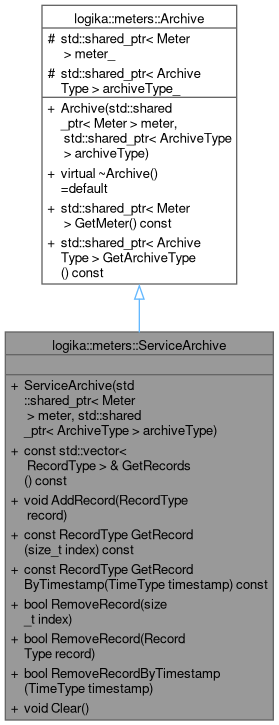 logika::meters::Archive
# std::shared_ptr< Meter
> meter_
# std::shared_ptr< Archive
Type > archiveType_
+ Archive(std::shared
_ptr< Meter > meter,
std::shared_ptr< ArchiveType
> archiveType)
+ virtual ~Archive()
=default
+ std::shared_ptr< Meter
> GetMeter() const
+ std::shared_ptr< Archive
Type > GetArchiveType
() const
logika::meters::ServiceArchive
+ ServiceArchive(std
::shared_ptr< Meter
> meter, std::shared
_ptr< ArchiveType > archiveType)
+ const std::vector<
RecordType > & GetRecords
() const
+ void AddRecord(RecordType
record)
+ const RecordType GetRecord
(size_t index) const
+ const RecordType GetRecord
ByTimestamp(TimeType timestamp) const
+ bool RemoveRecord(size
_t index)
+ bool RemoveRecord(Record
Type record)
+ bool RemoveRecordByTimestamp
(TimeType timestamp)
+ void Clear()